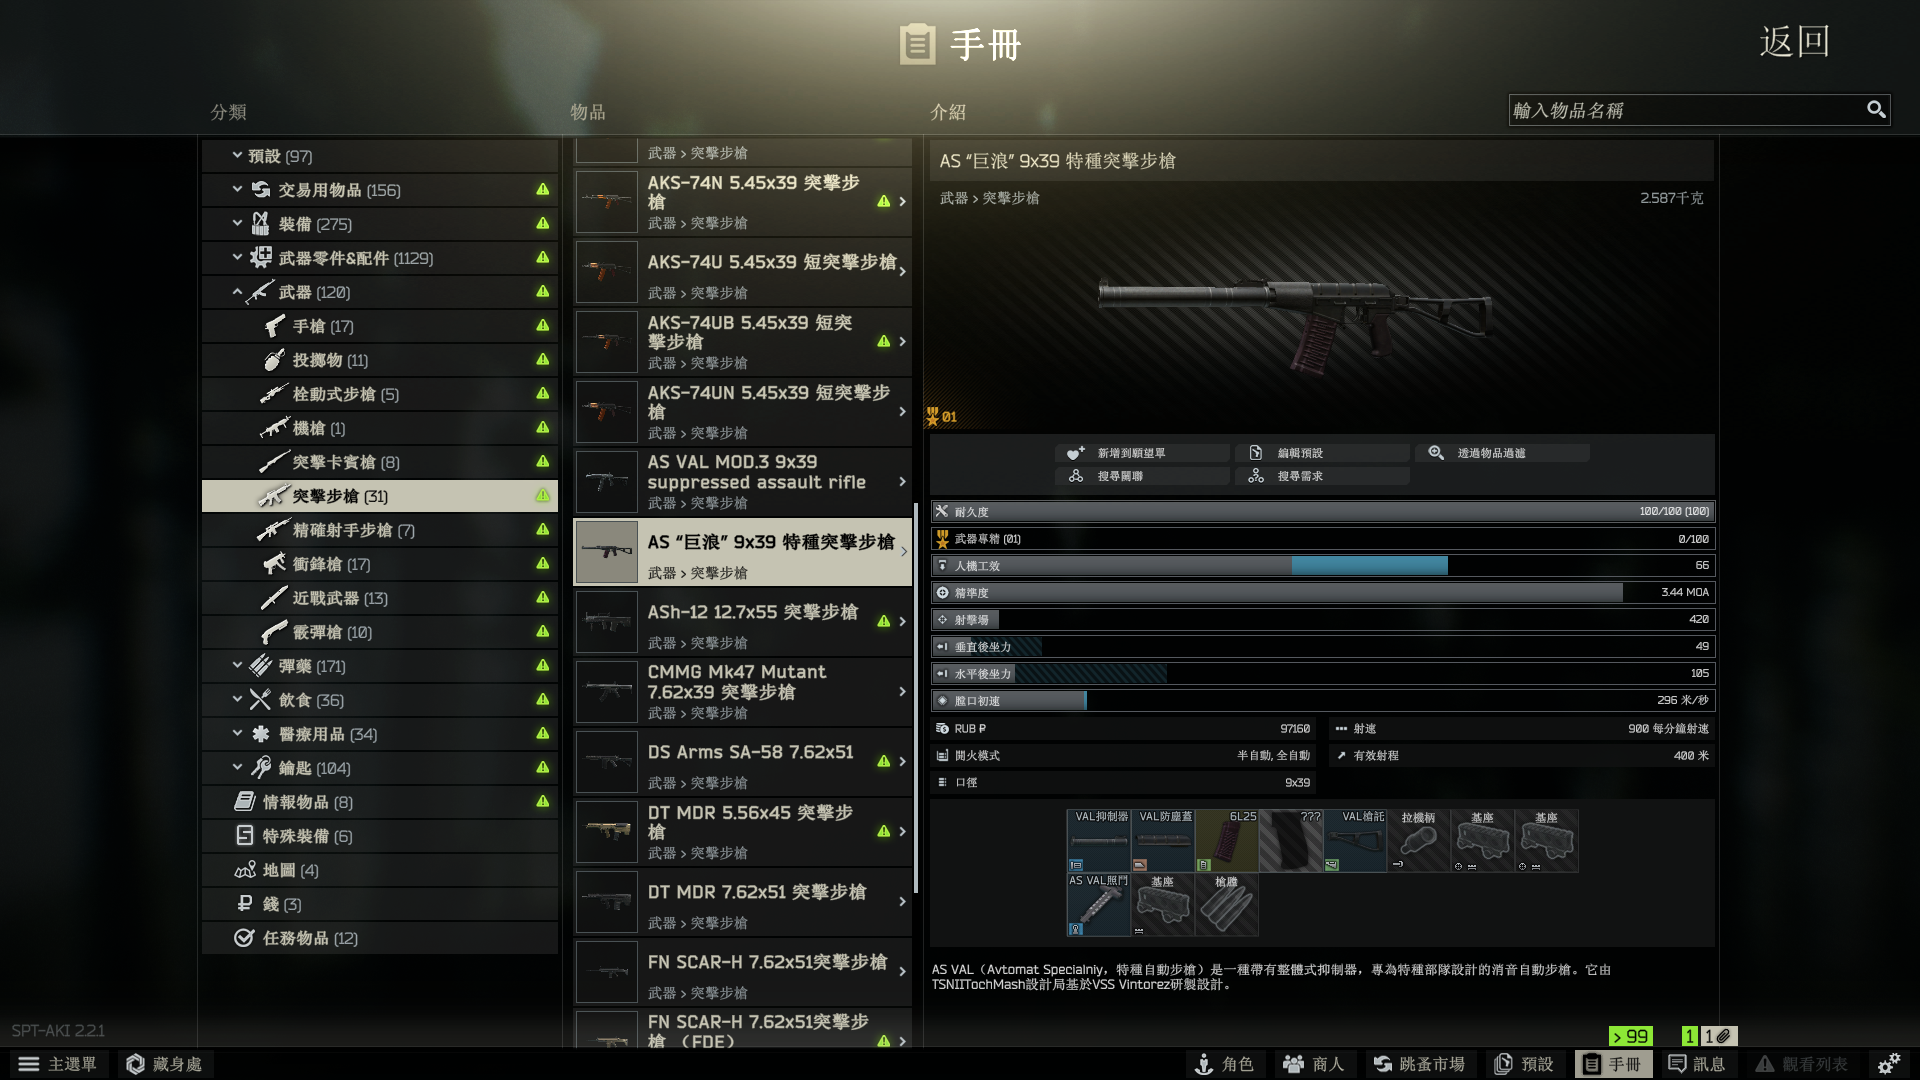 手冊
返回
分類
物品
介紹
輸入物品名稱
預設 (97)
交易用物品 (156)
裝備 (275)
武器零件&配件 (1129)
武器 (120)
手槍 (17)
投擲物 (11)
栓動式步槍 (5)
機槍 (1)
突擊卡賓槍 (8)
突擊步槍 (31)
精確射手步槍 (7)
衝鋒槍 (17)
近戰武器 (13)
霰彈槍 (10)
彈藥 (171)
飲食 (36)
醫療用品 (34)
鑰匙 (104)
情報物品 (8)
特殊裝備 (6)
地圖 (4)
錢 (3)
任務物品 (12)
武器 > 突擊步槍
AKS-74N 5.45x39 突擊步
槍
武器 > 突擊步槍
AKS-74U 5.45x39 短突擊步槍
武器 > 突擊步槍
AKS-74UB 5.45x39 短突
擊步槍
武器 > 突擊步槍
AKS-74UN 5.45x39 短突擊步
槍
武器 > 突擊步槍
AS VAL MOD.3 9x39
suppressed assault rifle
武器 > 突擊步槍
AS “巨浪” 9x39 特種突擊步槍
武器 > 突擊步槍
ASh-12 12.7x55 突擊步槍
武器 > 突擊步槍
CMMG Mk47 Mutant
7.62x39 突擊步槍
武器 > 突擊步槍
DS Arms SA-58 7.62x51
武器 > 突擊步槍
DT MDR 5.56x45 突擊步
槍
武器 > 突擊步槍
DT MDR 7.62x51 突擊步槍
武器 > 突擊步槍
FN SCAR-H 7.62x51突擊步槍
武器 > 突擊步槍
FN SCAR-H 7.62x51突擊步
槍 （FDE）
AS “巨浪” 9x39 特種突擊步槍
武器 > 突擊步槍
2.587千克
01
新增到願望單
編輯預設
透過物品過濾
搜尋關聯
搜尋需求
耐久度 100/100 (100)
武器專精 (01) 0/100
人機工效 66
精準度 3.44 MOA
射擊場 420
垂直後坐力 49
水平後坐力 105
膛口初速 296 米/秒
RUB ₽ 97160
射速 900 每分鐘射速
開火模式 半自動, 全自動
有效射程 400 米
口徑 9x39
VAL抑制器
VAL防塵蓋
6L25
???
VAL槍託
拉機柄
基座
基座
AS VAL照門
基座
槍膛
AS VAL（Avtomat Specialniy，特種自動步槍）是一種帶有整體式抑制器，專為特種部隊設計的消音自動步槍。它由
TSNIITochMash設計局基於VSS Vintorez研製設計。
SPT-AKI 2.2.1
> 99
1
1
主選單
藏身處
角色
商人
跳蚤市場
預設
手冊
訊息
觀看列表